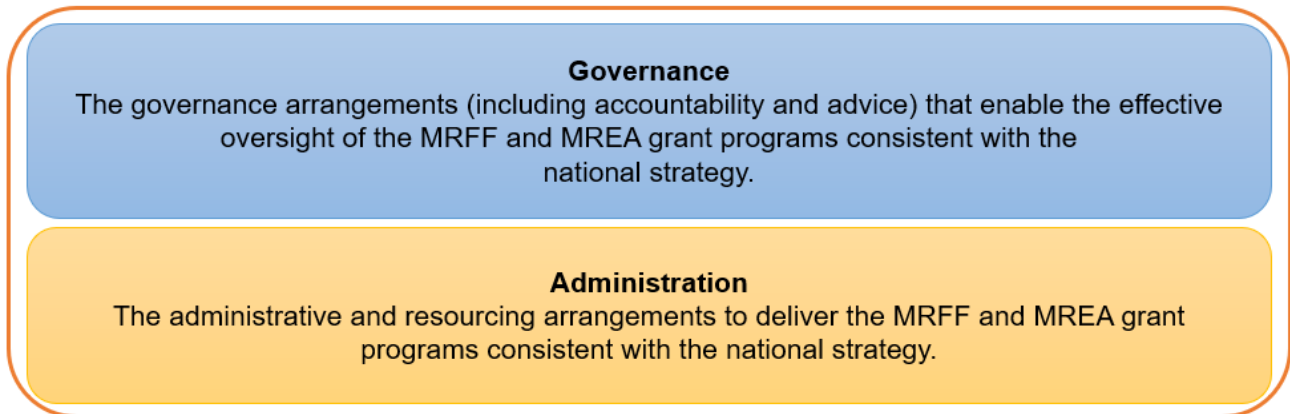 Governance
The governance arrangements (including accountability and advice) that enable the effective
oversight of the MRFF and MREA grant programs consistent with the
national strategy.
Administration
The administrative and resourcing arrangements to deliver the MRFF and MREA grant
programs consistent with the national strategy.